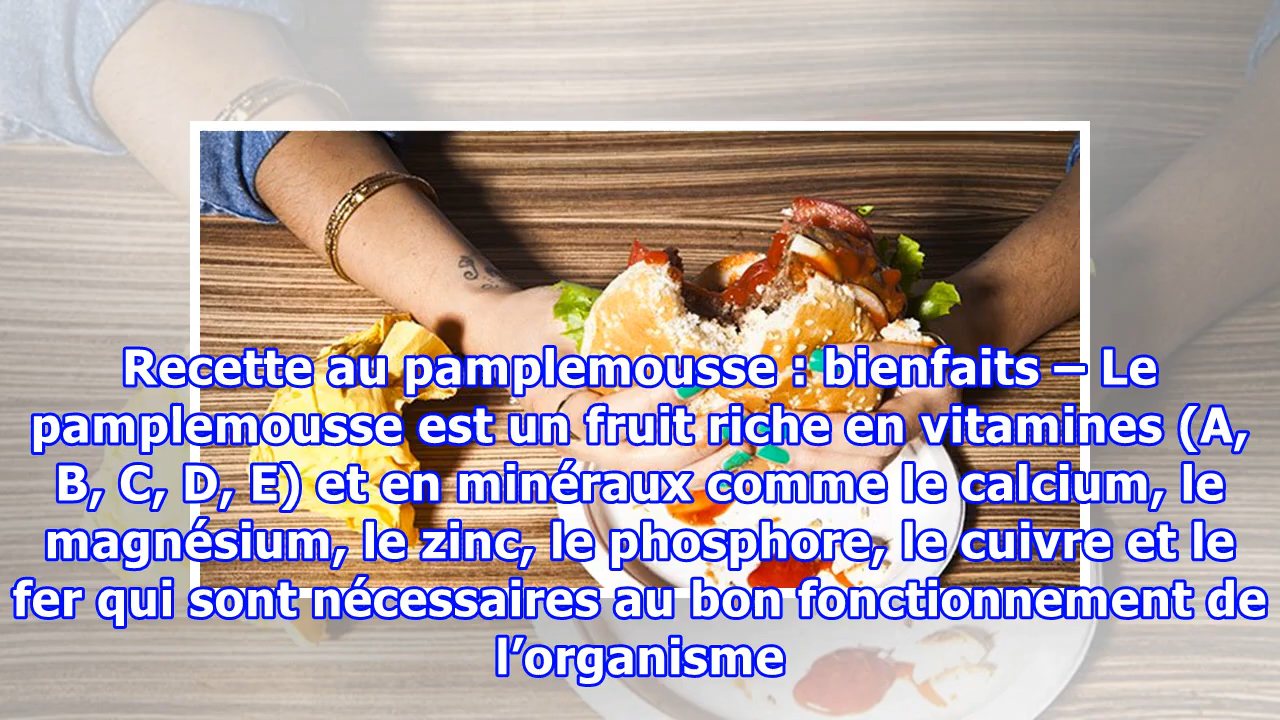 Recette au pamplemousse : bienfaits – Le
pamplemousse est un fruit riche en vitamines (A,
B, C, D, E) et en minéraux comme le calcium, le
magnésium, le zinc, le phosphore, le cuivre et le
fer qui sont nécessaires au bon fonctionnement de
l’organisme